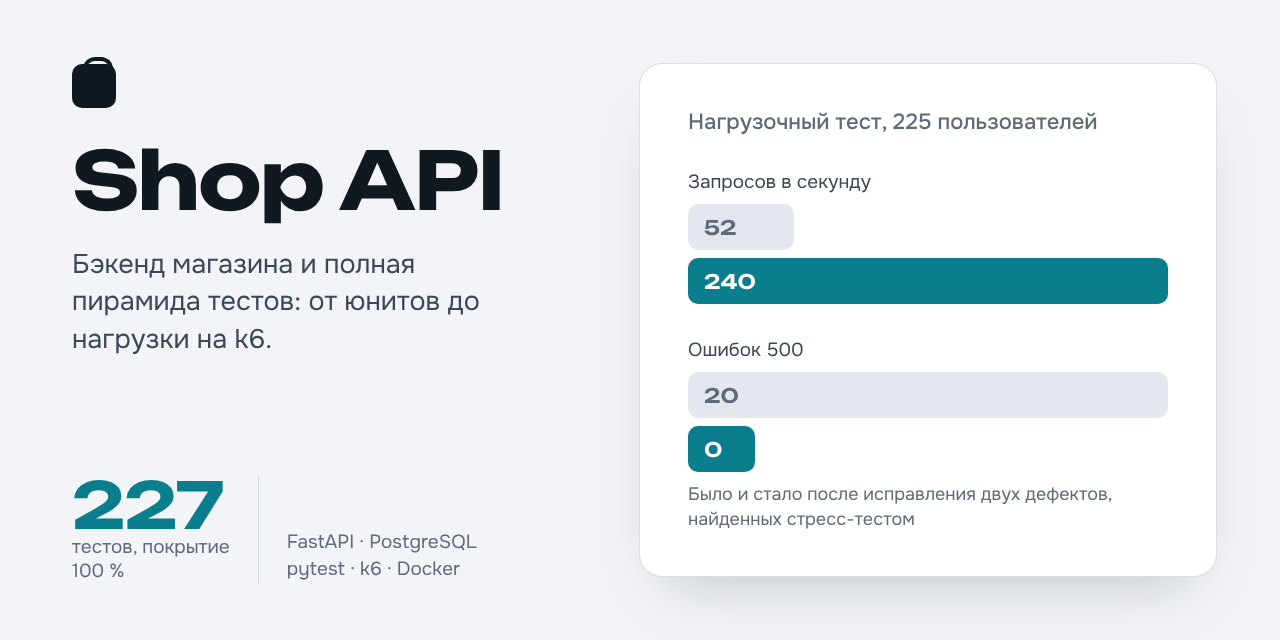 Shop API
Бэкенд магазина и полная
пирамида тестов: от юнитов до
нагрузки на k6.
227
тестов, покрытие
100 %
FastAPI · PostgreSQL
pytest · k6 · Docker
Нагрузочный тест, 225 пользователей
Запросов в секунду
52
240
Ошибок 500
20
0
Было и стало после исправления двух дефектов,
найденных стресс-тестом